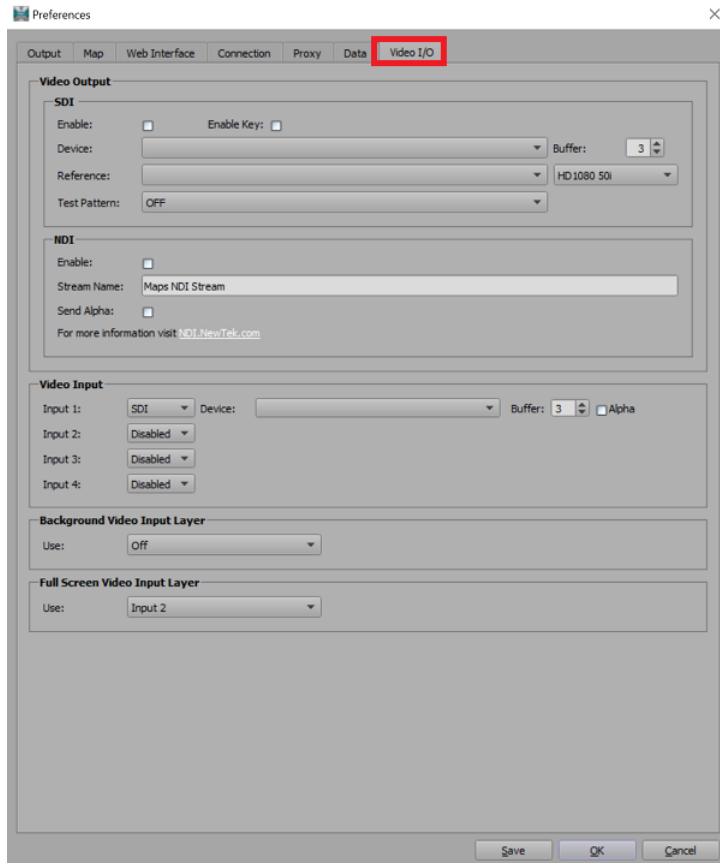 Preferences
Output Map Web Interface Connection Proxy Data Video I/O
Video Output
SDI
Enable: Enable Key:
Device: Buffer: 3
Reference: HD1080 50i
Test Pattern: OFF
NDI
Enable:
Stream Name: Maps NDI Stream
Send Alpha:
For more information visit NDI.NewTek.com
Video Input
Input 1: SDI Device: Buffer: 3 Alpha
Input 2: Disabled
Input 3: Disabled
Input 4: Disabled
Background Video Input Layer
Use: Off
Full Screen Video Input Layer
Use: Input 2
Save OK Cancel